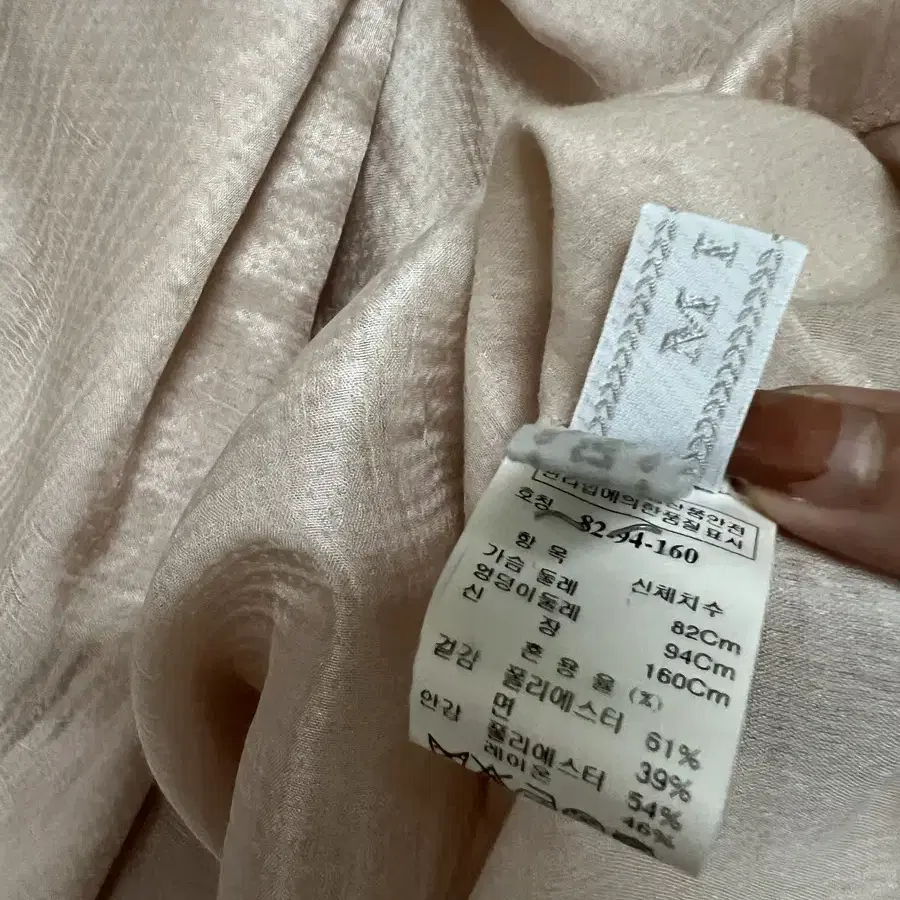 M
호칭 82-94-160
항목 신체치수
가슴둘레 82Cm
엉덩이둘레 94Cm
신장 160Cm
혼용율 (%)
겉감 폴리에스터 61%
면 39%
안감 폴리에스터 54%
레이온 46%